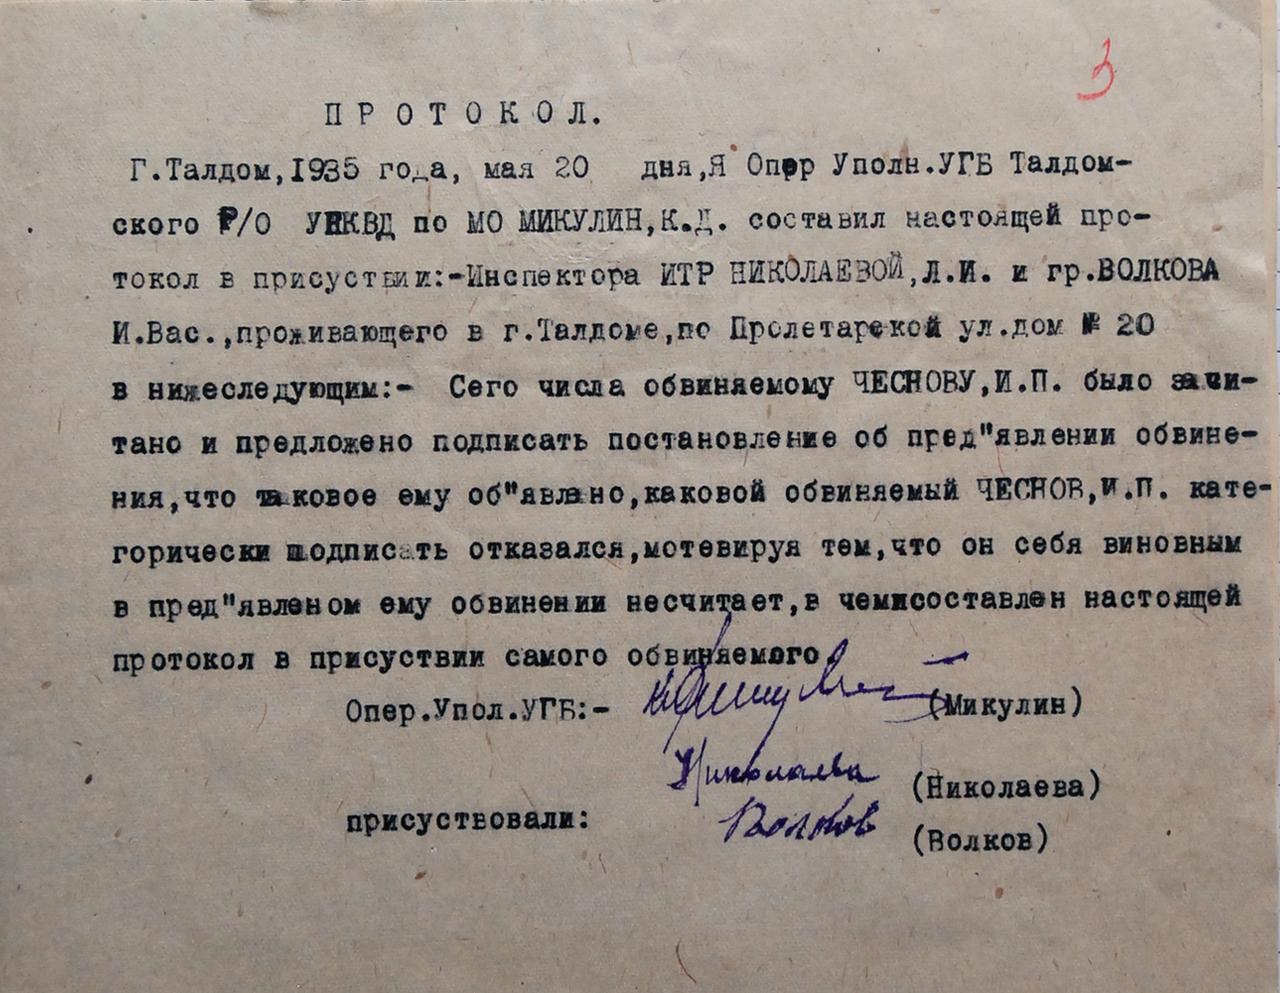 3
ПРОТОКОЛ.
Г.Талдом,1935 года, мая 20 дня,Я Опер Уполн.УГБ Талдом-
ского Р/О УНКВД по МО МИКУЛИН,К.Д. составил настоящей про-
токол в присуствии:-Инспектора ИТР НИКОЛАЕВОЙ,Л.И. и гр.ВОЛКОВА
И.Вас.,проживающего в г.Талдоме,по Пролетарской ул.дом № 20
в нижеследующим:- Сего числа обвиняемому ЧЕСНОВУ,И.П. было зачи-
тано и предложено подписать постановление об пред"явлении обвине-
ния,что таковое ему об"явлано,каковой обвиняемый ЧЕСНОВ,И.П. кате-
горически подписать отказался,мотевируя тем,что он себя виновным
в пред"явленом ему обвинении несчитает,в чемисоставлен настоящей
протокол в присуствии самого обвиняемого.
Опер.Упол.УГБ:- (Микулин)
Николаева (Николаева)
присуствовали: Волков (Волков)